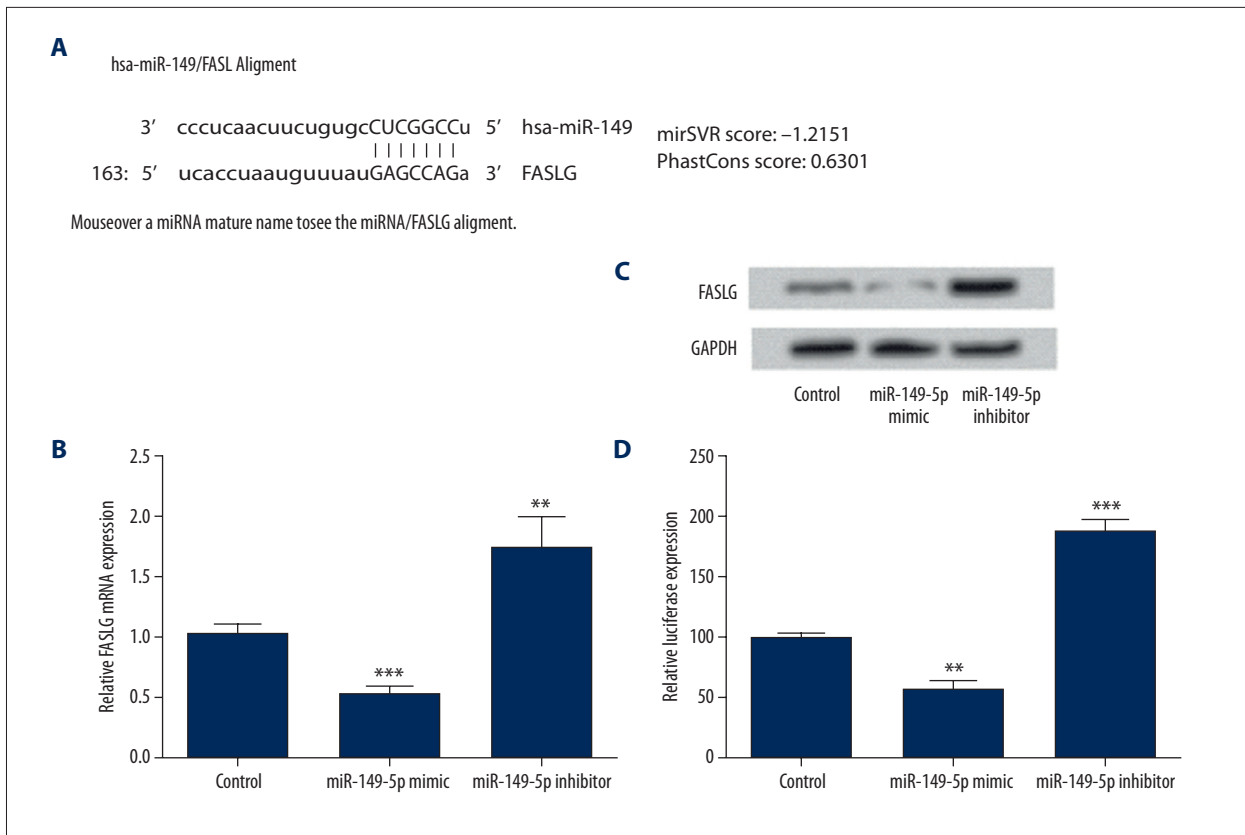 A
hsa-miR-149/FASL Aligment
3′ cccucaacuucugugcCUCGGCCu 5′ hsa-miR-149
| | | | | | |
163: 5′ ucaccuaauguuuauGAGCCAGa 3′ FASLG
mirSVR score: –1.2151
PhastCons score: 0.6301
Mouseover a miRNA mature name tosee the miRNA/FASLG aligment.
C
FASLG
GAPDH
Control
miR-149-5p
mimic
miR-149-5p
inhibitor
B
Relative FASLG mRNA expression
2.5
2.0
1.5
1.0
0.5
0.0
***
**
Control
miR-149-5p mimic
miR-149-5p inhibitor
D
Relative luciferase expression
250
200
150
100
50
0
**
***
Control
miR-149-5p mimic
miR-149-5p inhibitor